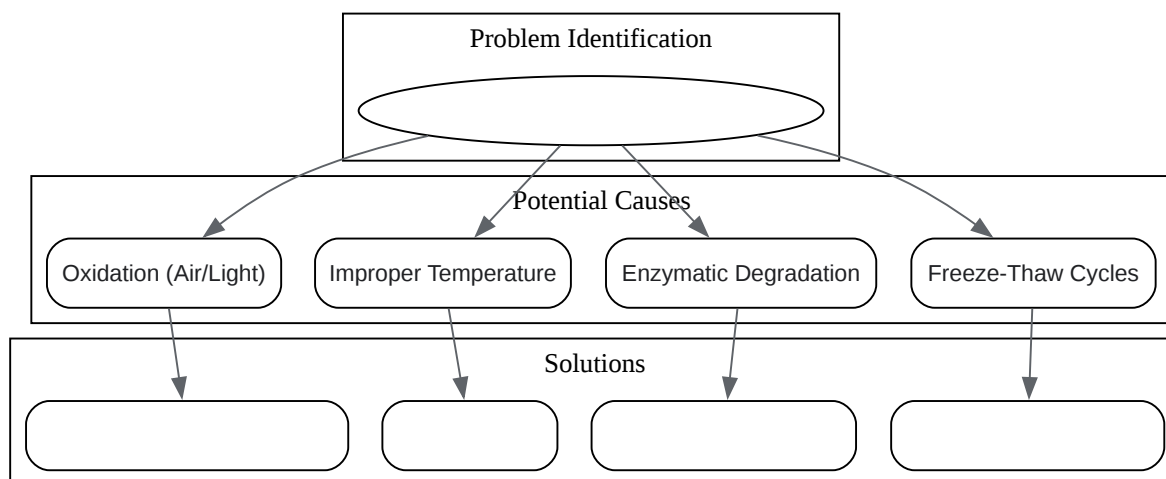 Problem Identification
Potential Causes
Oxidation (Air/Light)
Improper Temperature
Enzymatic Degradation
Freeze-Thaw Cycles
Solutions